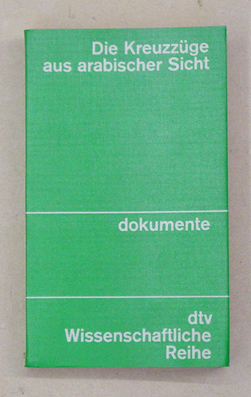 Die Kreuzzüge
aus arabischer Sicht
dokumente
dtv
Wissenschaftliche
Reihe